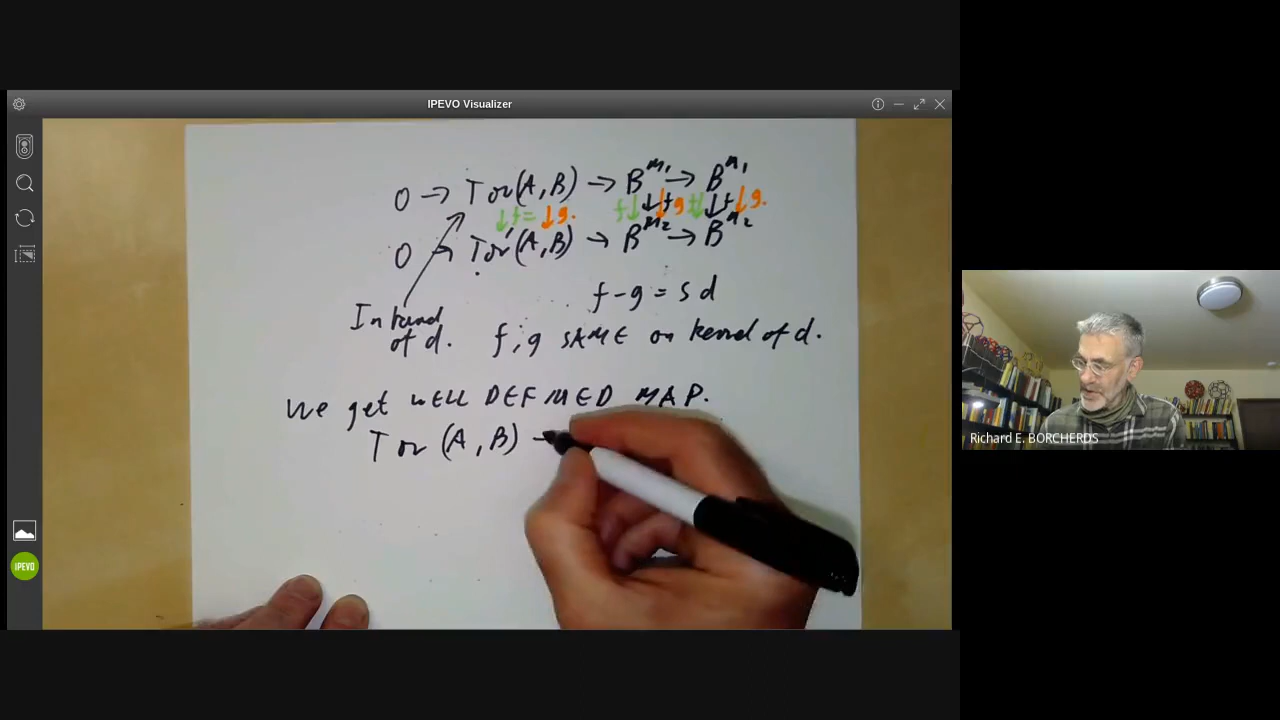 IPEVO Visualizer
0 → Tor(A,B) → B^m₁ → B^n₁
↓f= ↓g. f↓ ↓f ↓g f↓ ↓f ↓g.
0 → Tor'(A,B) → B^m₂ → B^n₂
f-g = sd
In kernel
of d. f, g SAME on kernel of d.
We get WELL DEFINED MAP.
Tor (A,B) →
Richard E. BORCHERDS
IPEVO